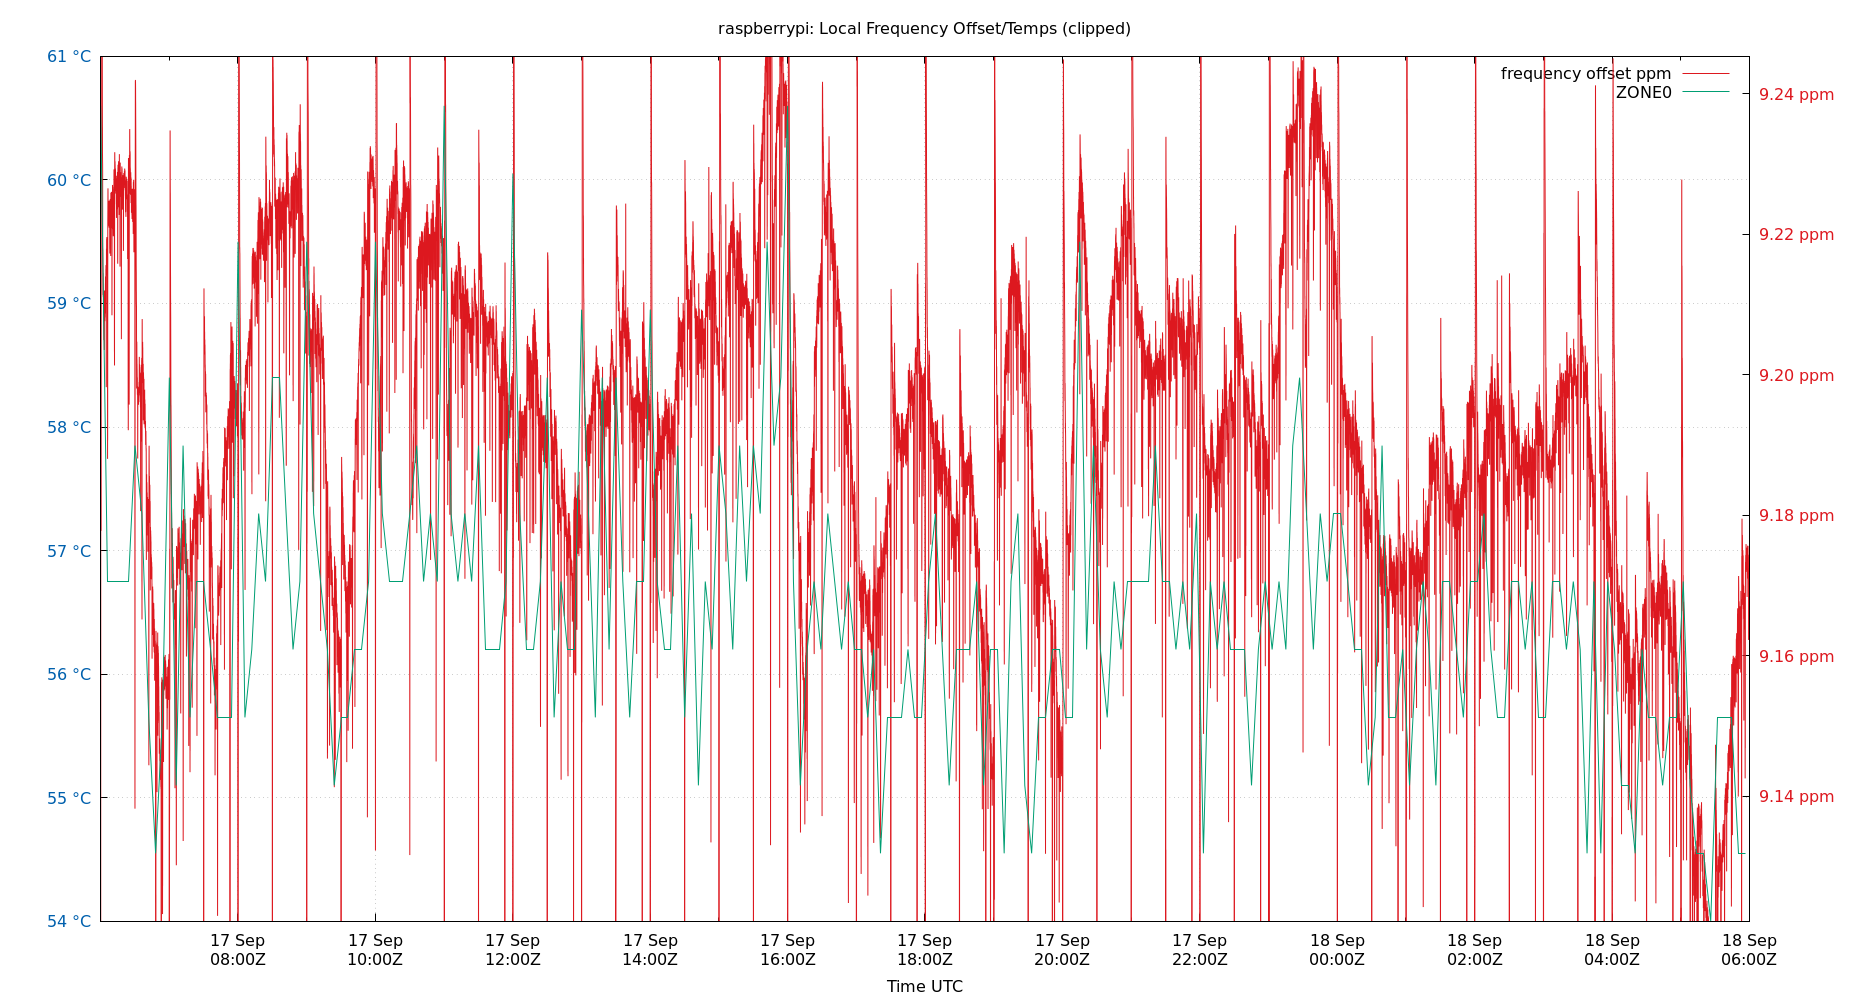 raspberrypi: Local Frequency Offset/Temps (clipped)
61 °C
60 °C
59 °C
58 °C
57 °C
56 °C
55 °C
54 °C
frequency offset ppm
ZONE0
9.24 ppm
9.22 ppm
9.20 ppm
9.18 ppm
9.16 ppm
9.14 ppm
17 Sep
08:00Z
17 Sep
10:00Z
17 Sep
12:00Z
17 Sep
14:00Z
17 Sep
16:00Z
17 Sep
18:00Z
17 Sep
20:00Z
17 Sep
22:00Z
18 Sep
00:00Z
18 Sep
02:00Z
18 Sep
04:00Z
18 Sep
06:00Z
Time UTC